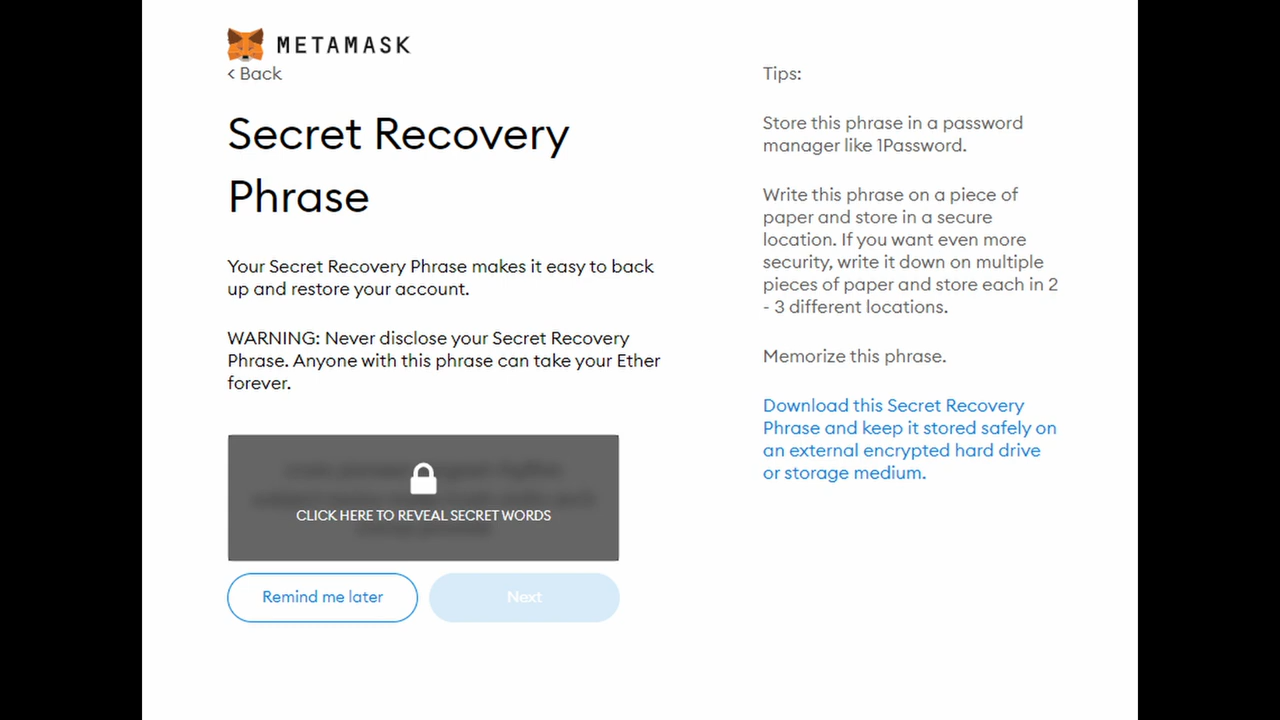 METAMASK
< Back
Secret Recovery
Phrase
Your Secret Recovery Phrase makes it easy to back
up and restore your account.
WARNING: Never disclose your Secret Recovery
Phrase. Anyone with this phrase can take your Ether
forever.
CLICK HERE TO REVEAL SECRET WORDS
Remind me later
Next
Tips:
Store this phrase in a password
manager like 1Password.
Write this phrase on a piece of
paper and store in a secure
location. If you want even more
security, write it down on multiple
pieces of paper and store each in 2
- 3 different locations.
Memorize this phrase.
Download this Secret Recovery
Phrase and keep it stored safely on
an external encrypted hard drive
or storage medium.